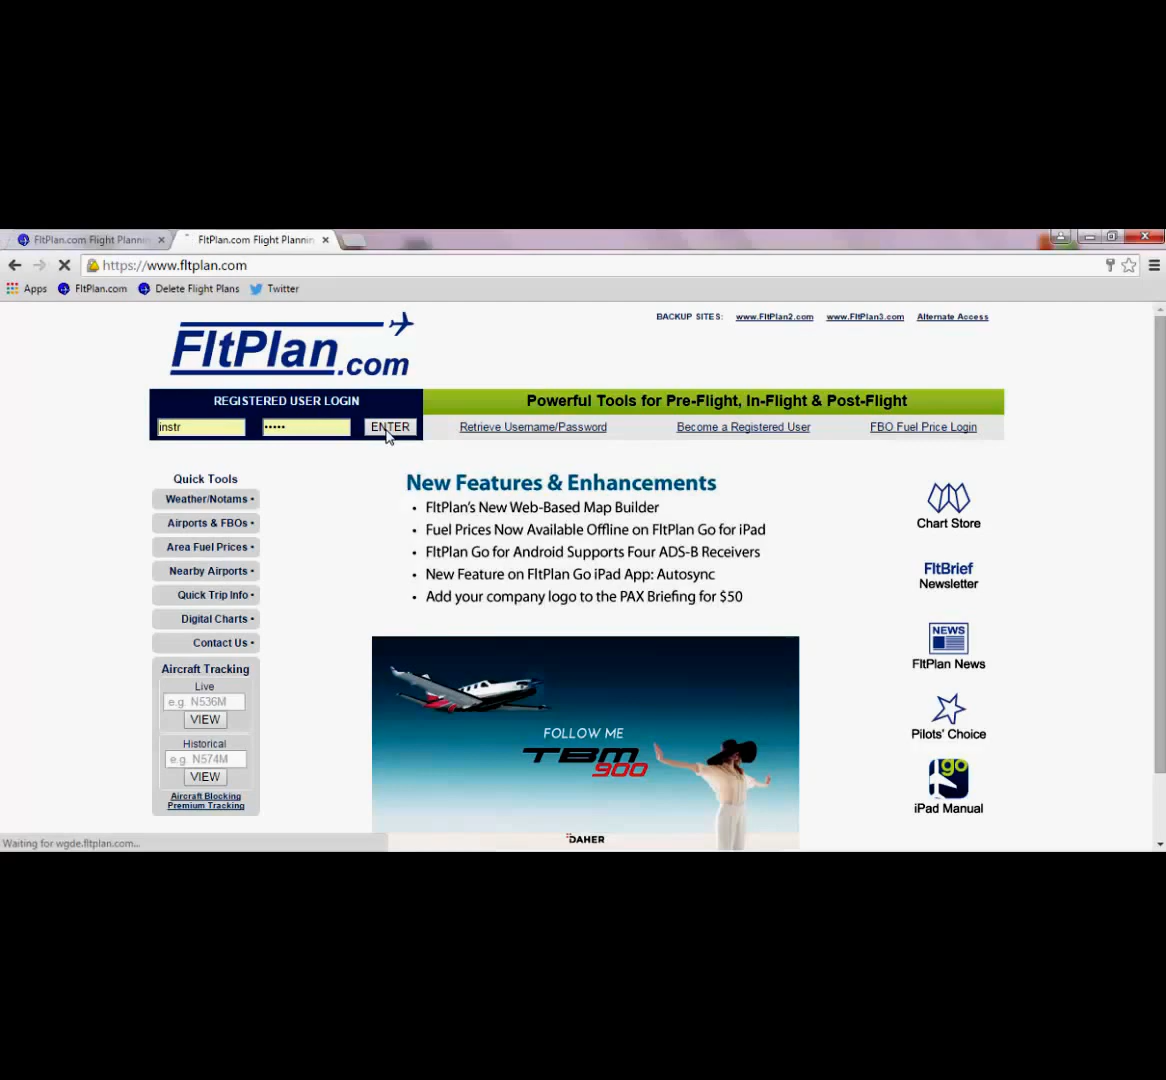 FltPlan.com Flight Plannin
FltPlan.com Flight Plannin
https://www.fltplan.com
Apps FltPlan.com Delete Flight Plans Twitter
FltPlan.com
BACKUP SITES: www.FltPlan2.com www.FltPlan3.com Alternate Access
REGISTERED USER LOGIN
Powerful Tools for Pre-Flight, In-Flight & Post-Flight
instr ••••• ENTER
Retrieve Username/Password Become a Registered User FBO Fuel Price Login
Quick Tools
Weather/Notams •
Airports & FBOs •
Area Fuel Prices •
Nearby Airports •
Quick Trip Info •
Digital Charts •
Contact Us •
Aircraft Tracking
Live
e.g. N536M
VIEW
Historical
e.g. N574M
VIEW
Aircraft Blocking
Premium Tracking
New Features & Enhancements
• FltPlan's New Web-Based Map Builder
• Fuel Prices Now Available Offline on FltPlan Go for iPad
• FltPlan Go for Android Supports Four ADS-B Receivers
• New Feature on FltPlan Go iPad App: Autosync
• Add your company logo to the PAX Briefing for $50
FOLLOW ME
TBM
900
DAHER
Chart Store
FltBrief
Newsletter
NEWS
FltPlan News
Pilots' Choice
go
iPad Manual
Waiting for wgde.fltplan.com...